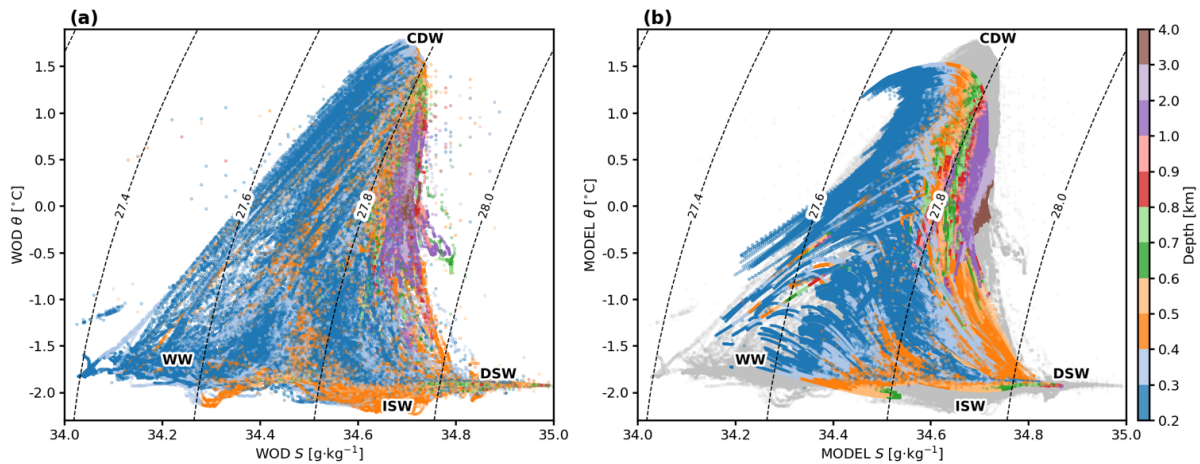 (a)
(b)
CDW
27.4
27.6
27.8
28.0
WW
ISW
DSW
1.5
1.0
0.5
0.0
-0.5
-1.0
-1.5
-2.0
WOD θ [°C]
34.0 34.2 34.4 34.6 34.8 35.0
WOD S [g·kg⁻¹]
CDW
27.4
27.6
27.8
28.0
WW
ISW
DSW
1.5
1.0
0.5
0.0
-0.5
-1.0
-1.5
-2.0
MODEL θ [°C]
34.0 34.2 34.4 34.6 34.8 35.0
MODEL S [g·kg⁻¹]
4.0
3.0
2.0
1.0
0.9
0.8
0.7
0.6
0.5
0.4
0.3
0.2
Depth [km]